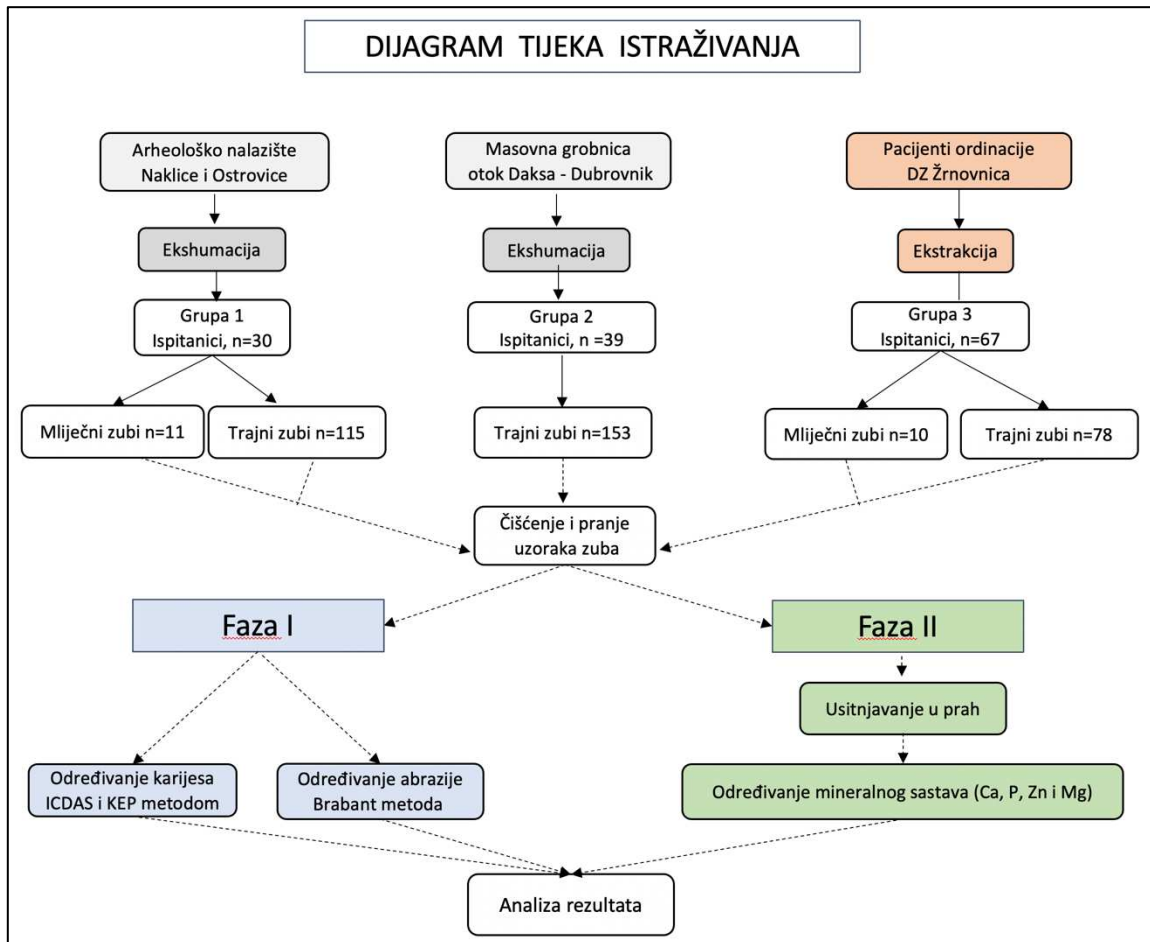 DIJAGRAM TIJEKA ISTRAŽIVANJA
Arheološko nalazište
Naklice i Ostrovice
Masovna grobnica
otok Daksa - Dubrovnik
Pacijenti ordinacije
DZ Žrnovnica
Ekshumacija
Ekshumacija
Ekstrakcija
Grupa 1
Ispitanici, n=30
Grupa 2
Ispitanici, n =39
Grupa 3
Ispitanici, n=67
Mliječni zubi n=11
Trajni zubi n=115
Trajni zubi n=153
Mliječni zubi n=10
Trajni zubi n=78
Čišćenje i pranje
uzoraka zuba
Faza I
Faza II
Usitnjavanje u prah
Određivanje karijesa
ICDAS i KEP metodom
Određivanje abrazije
Brabant metoda
Određivanje mineralnog sastava (Ca, P, Zn i Mg)
Analiza rezultata